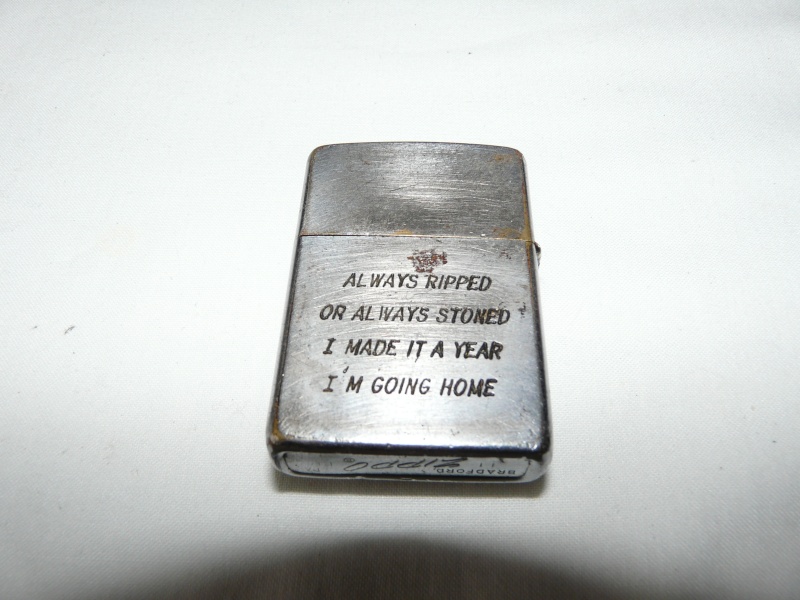 ALWAYS RIPPED
OR ALWAYS STONED
I MADE IT A YEAR
I'M GOING HOME
BRADFORD.
ZIPPO ®